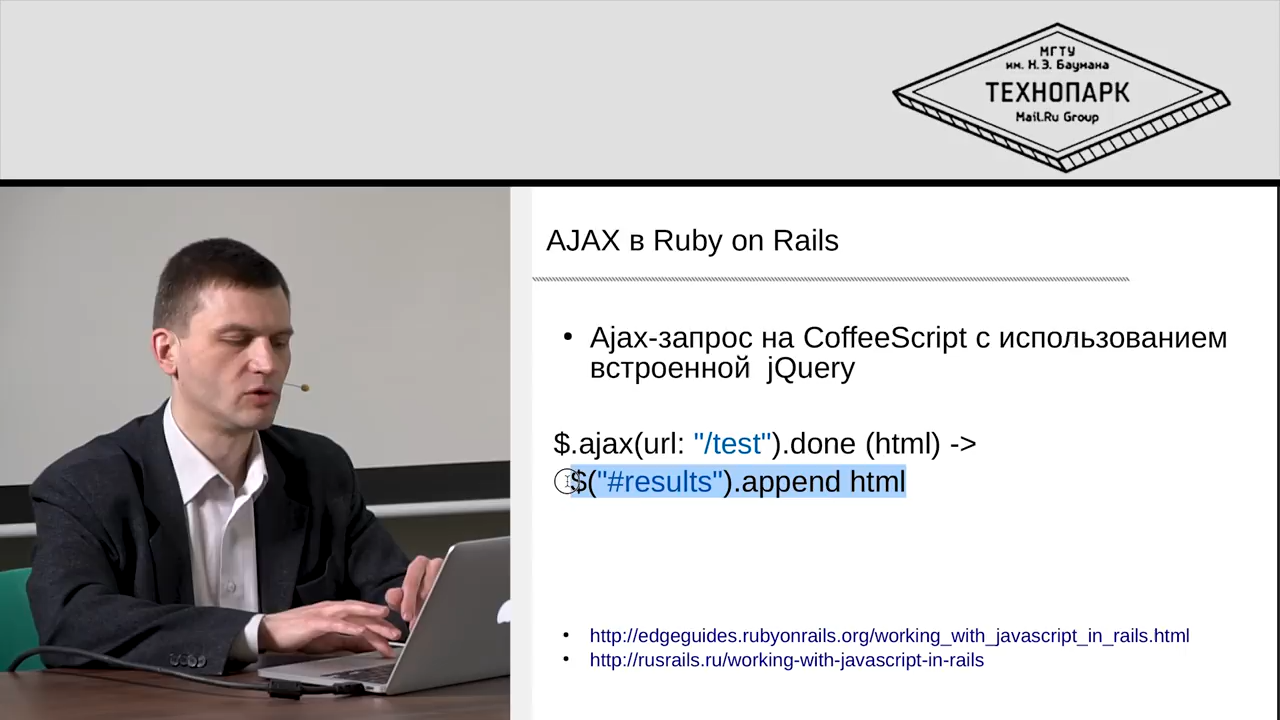 МГТУ
им. Н.Э. Баумана
ТЕХНОПАРК
Mail.Ru Group
AJAX в Ruby on Rails
• Ajax-запрос на CoffeeScript с использованием
встроенной jQuery
$.ajax(url: "/test").done (html) ->
$("#results").append html
• http://edgeguides.rubyonrails.org/working_with_javascript_in_rails.html
• http://rusrails.ru/working-with-javascript-in-rails